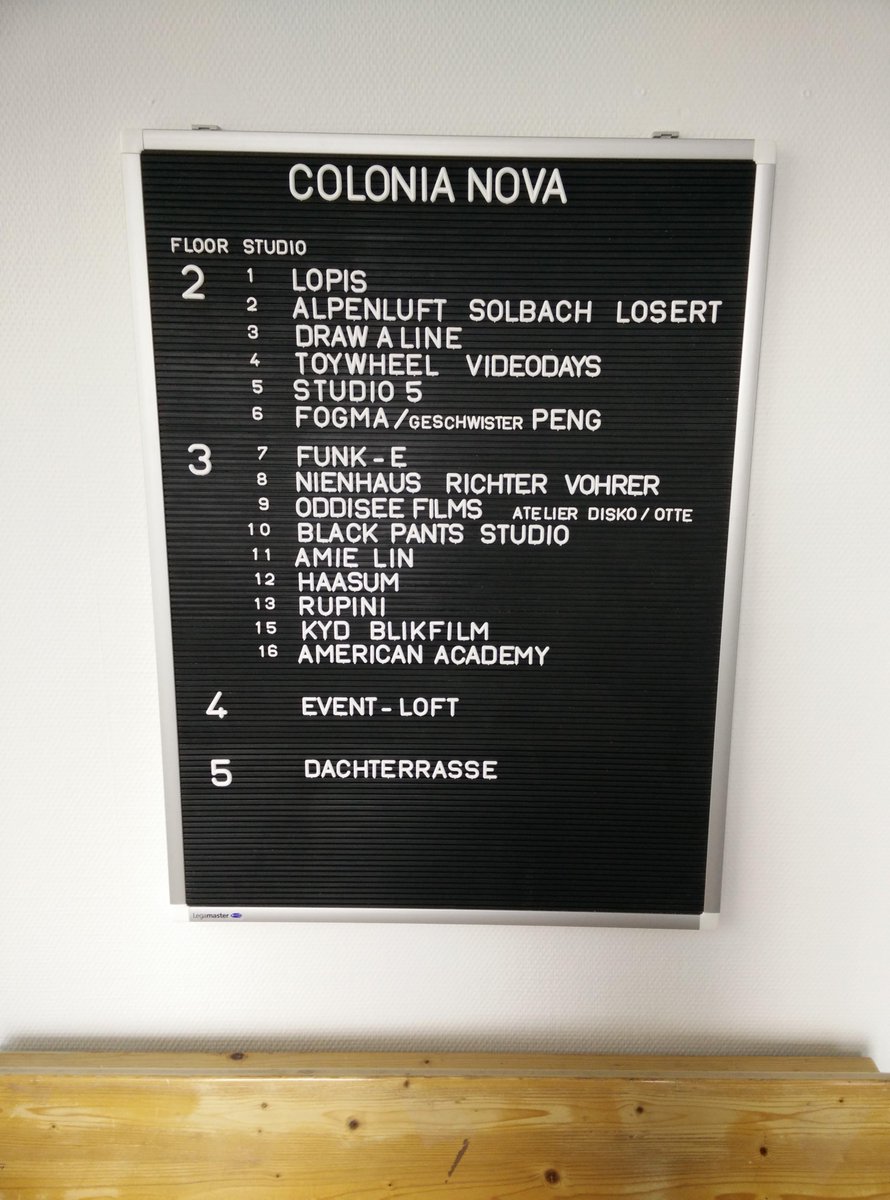 COLONIA NOVA
FLOOR STUDIO
2 1 LOPIS
2 ALPENLUFT SOLBACH LOSERT
3 DRAW A LINE
4 TOYWHEEL VIDEODAYS
5 STUDIO 5
6 FOGMA/GESCHWISTER PENG
3 7 FUNK-E
8 NIENHAUS RICHTER VOHRER
9 ODDISEE FILMS ATELIER DISKO/OTTE
10 BLACK PANTS STUDIO
11 AMIE LIN
12 HAASUM
13 RUPINI
15 KYD BLIKFILM
16 AMERICAN ACADEMY
4 EVENT-LOFT
5 DACHTERRASSE
Legamaster